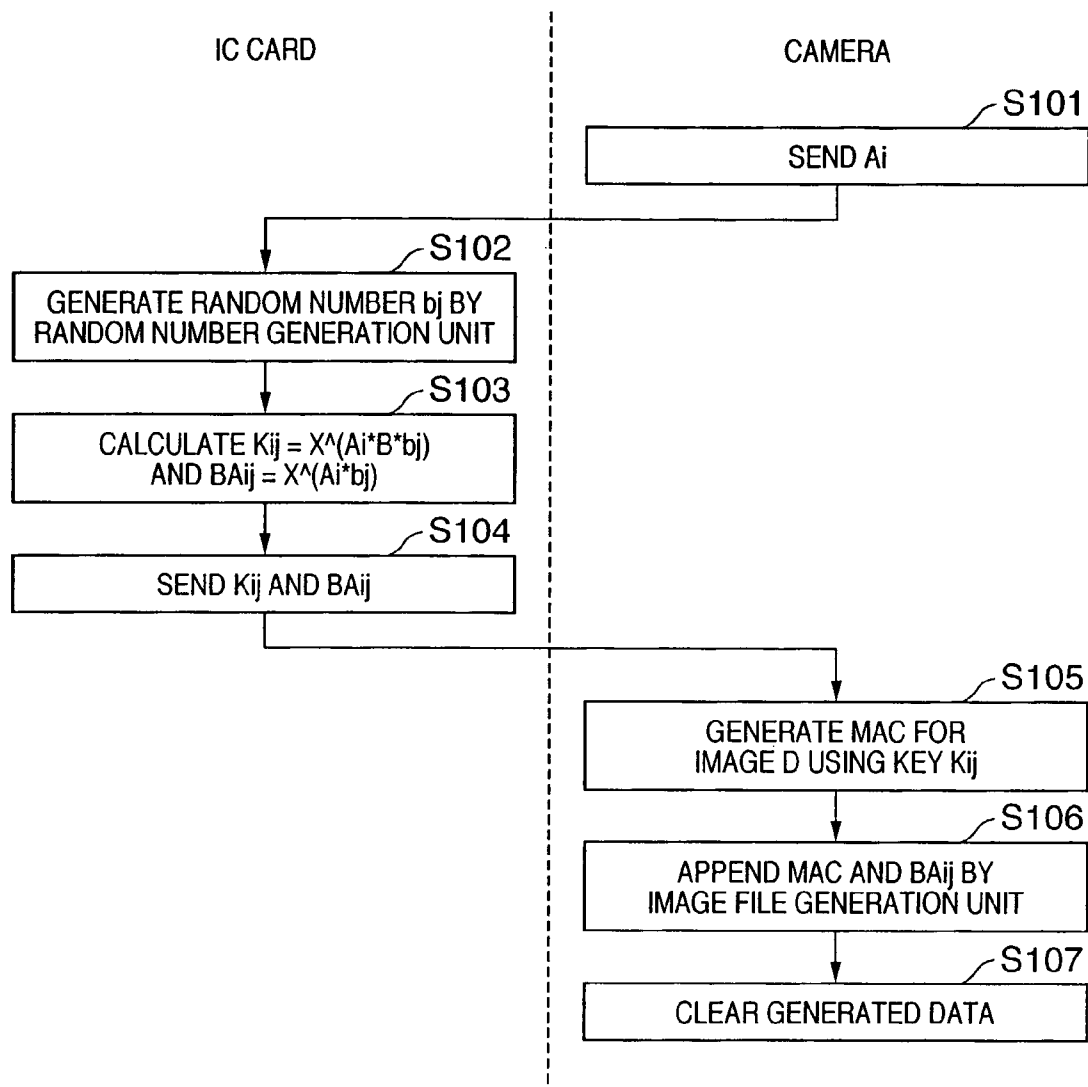 IC CARD
CAMERA
S101
SEND Ai
S102
GENERATE RANDOM NUMBER bj BY
RANDOM NUMBER GENERATION UNIT
S103
CALCULATE Kij = X^(Ai*B*bj)
AND BAij = X^(Ai*bj)
S104
SEND Kij AND BAij
S105
GENERATE MAC FOR
IMAGE D USING KEY Kij
S106
APPEND MAC AND BAij BY
IMAGE FILE GENERATION UNIT
S107
CLEAR GENERATED DATA